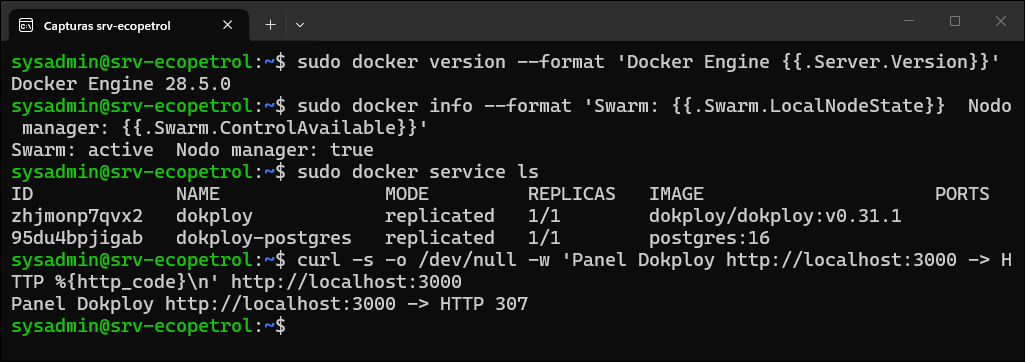 Capturas srv-ecopetrol
sysadmin@srv-ecopetrol:~$ sudo docker version --format 'Docker Engine {{.Server.Version}}'
Docker Engine 28.5.0
sysadmin@srv-ecopetrol:~$ sudo docker info --format 'Swarm: {{.Swarm.LocalNodeState}}  Nodo
 manager: {{.Swarm.ControlAvailable}}'
Swarm: active  Nodo manager: true
sysadmin@srv-ecopetrol:~$ sudo docker service ls
ID             NAME               MODE         REPLICAS   IMAGE                     PORTS
zhjmonp7qvx2   dokploy            replicated   1/1        dokploy/dokploy:v0.31.1
95du4bpjigab   dokploy-postgres   replicated   1/1        postgres:16
sysadmin@srv-ecopetrol:~$ curl -s -o /dev/null -w 'Panel Dokploy http://localhost:3000 -> H
TTP %{http_code}\n' http://localhost:3000
Panel Dokploy http://localhost:3000 -> HTTP 307
sysadmin@srv-ecopetrol:~$